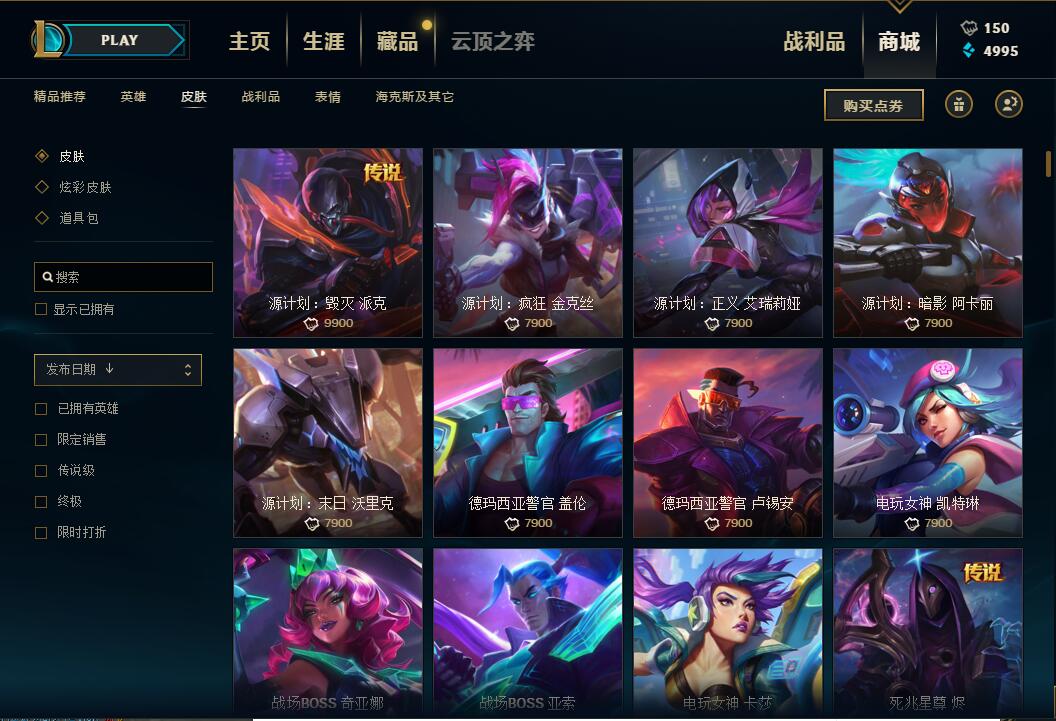 PLAY
主页
生涯
藏品
云顶之弈
战利品
商城
150
4995
精品推荐
英雄
皮肤
战利品
表情
海克斯及其它
购买点券
皮肤
炫彩皮肤
道具包
搜索
显示已拥有
发布日期 ↓
已拥有英雄
限定销售
传说级
终极
限时打折
传说
源计划：毁灭 派克
9900
源计划：疯狂 金克丝
7900
源计划：正义 艾瑞莉娅
7900
源计划：暗影 阿卡丽
7900
源计划：末日 沃里克
7900
德玛西亚警官 盖伦
7900
德玛西亚警官 卢锡安
7900
电玩女神 凯特琳
7900
战场BOSS 奇亚娜
战场BOSS 亚索
电玩女神 卡莎
传说
死兆星尊 烬